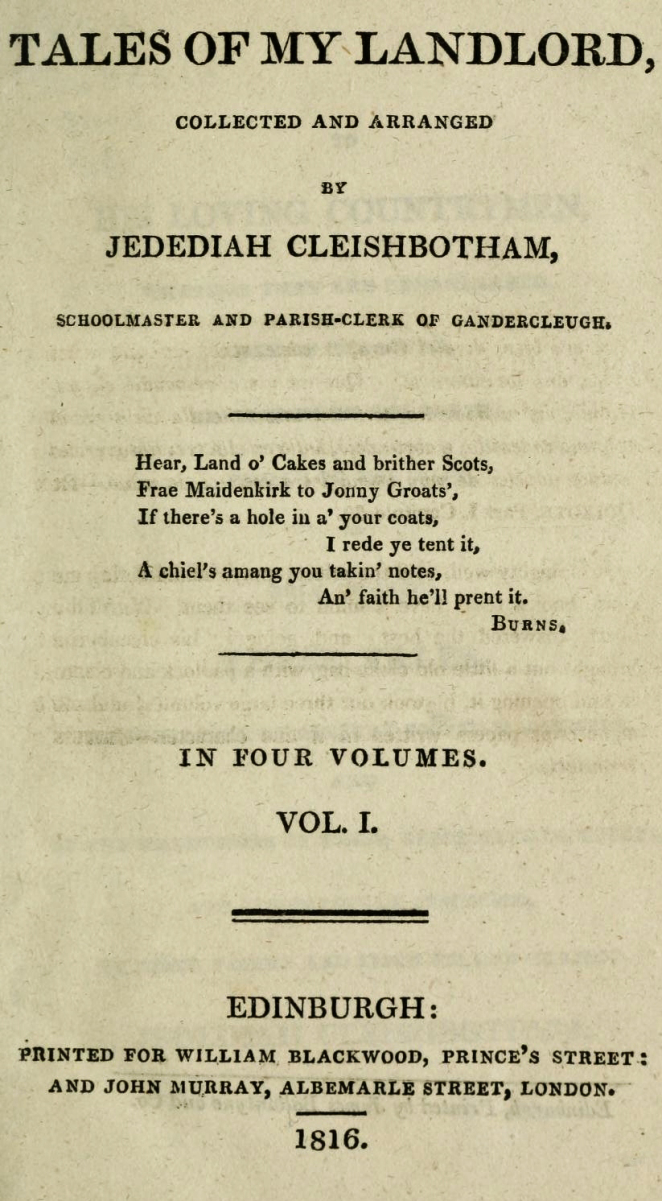 TALES OF MY LANDLORD,
COLLECTED AND ARRANGED
BY
JEDEDIAH CLEISHBOTHAM,
SCHOOLMASTER AND PARISH-CLERK OF GANDERCLEUGH.
Hear, Land o' Cakes and brither Scots,
Frae Maidenkirk to Jonny Groats',
If there's a hole in a' your coats,
I rede ye tent it,
A chiel's amang you takin' notes,
An' faith he'll prent it.
BURNS.
IN FOUR VOLUMES.
VOL. I.
EDINBURGH:
PRINTED FOR WILLIAM BLACKWOOD, PRINCE'S STREET:
AND JOHN MURRAY, ALBEMARLE STREET, LONDON.
1816.